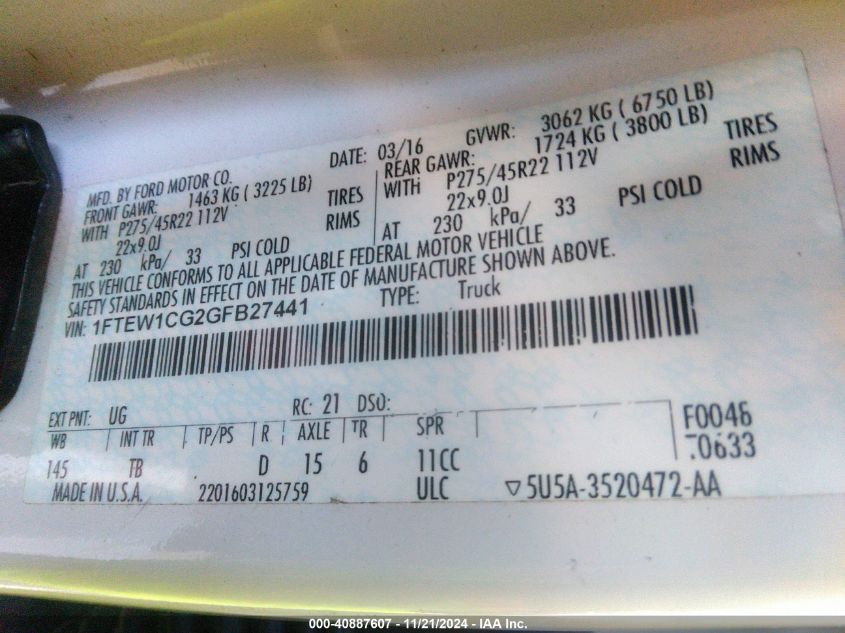 MFD. BY FORD MOTOR CO. DATE: 03/16 GVWR: 3062 KG ( 6750 LB)
FRONT GAWR: 1463 KG ( 3225 LB) REAR GAWR: 1724 KG ( 3800 LB)
WITH P275/45R22 112V TIRES WITH P275/45R22 112V TIRES
22x9.0J RIMS 22x9.0J RIMS
AT 230 kPa/ 33 PSI COLD AT 230 kPa/ 33 PSI COLD
THIS VEHICLE CONFORMS TO ALL APPLICABLE FEDERAL MOTOR VEHICLE
SAFETY STANDARDS IN EFFECT ON THE DATE OF MANUFACTURE SHOWN ABOVE.
VIN: 1FTEW1CG2GFB27441 TYPE: Truck
EXT PNT: UG RC: 21 DSO: F0046
WB INT TR TP/PS R AXLE TR SPR T0633
145 TB D 15 6 11CC
MADE IN U.S.A. 2201603125759 ULC ▽5U5A-3520472-AA
000-40887607 - 11/21/2024 - IAA Inc.